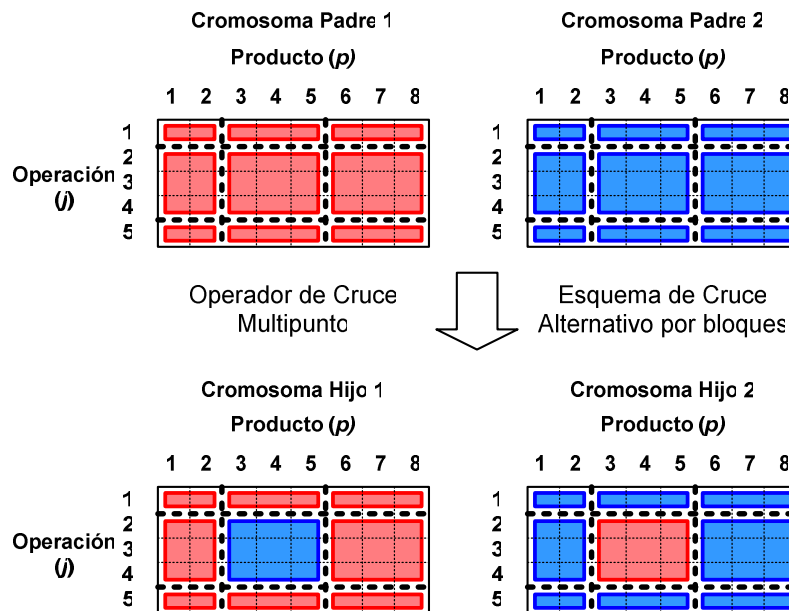 Cromosoma Padre 1
Cromosoma Padre 2
Producto (p)
Producto (p)
1 2 3 4 5 6 7 8
1 2 3 4 5 6 7 8
1
2
3
4
5
Operación
(j)
1
2
3
4
5
Operador de Cruce
Multipunto
Esquema de Cruce
Alternativo por bloques
Cromosoma Hijo 1
Cromosoma Hijo 2
Producto (p)
Producto (p)
1 2 3 4 5 6 7 8
1 2 3 4 5 6 7 8
1
2
3
4
5
Operación
(j)
1
2
3
4
5